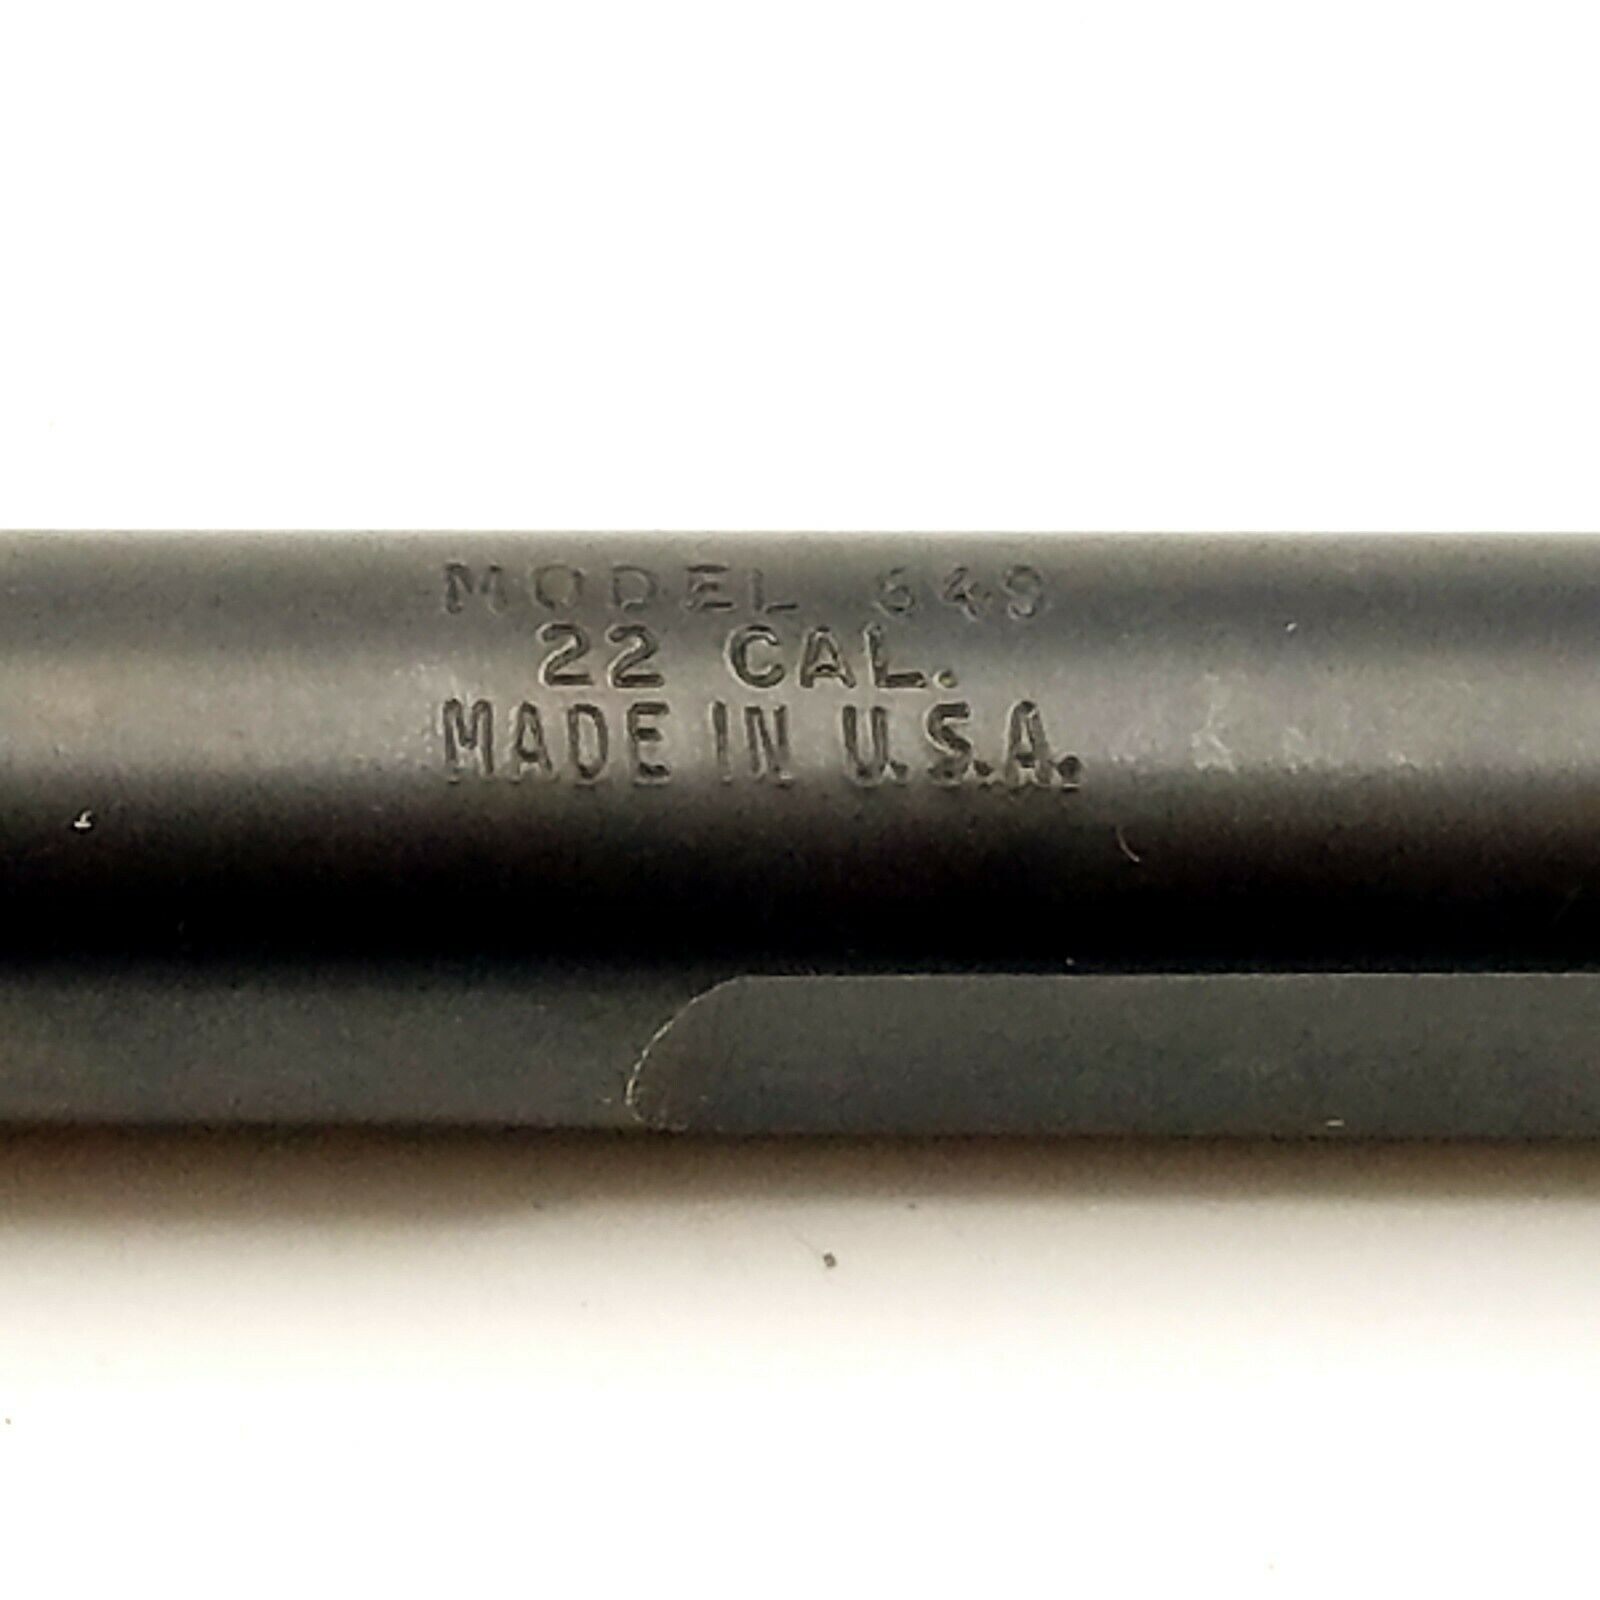 MODEL 649
22 CAL.
MADE IN U.S.A.